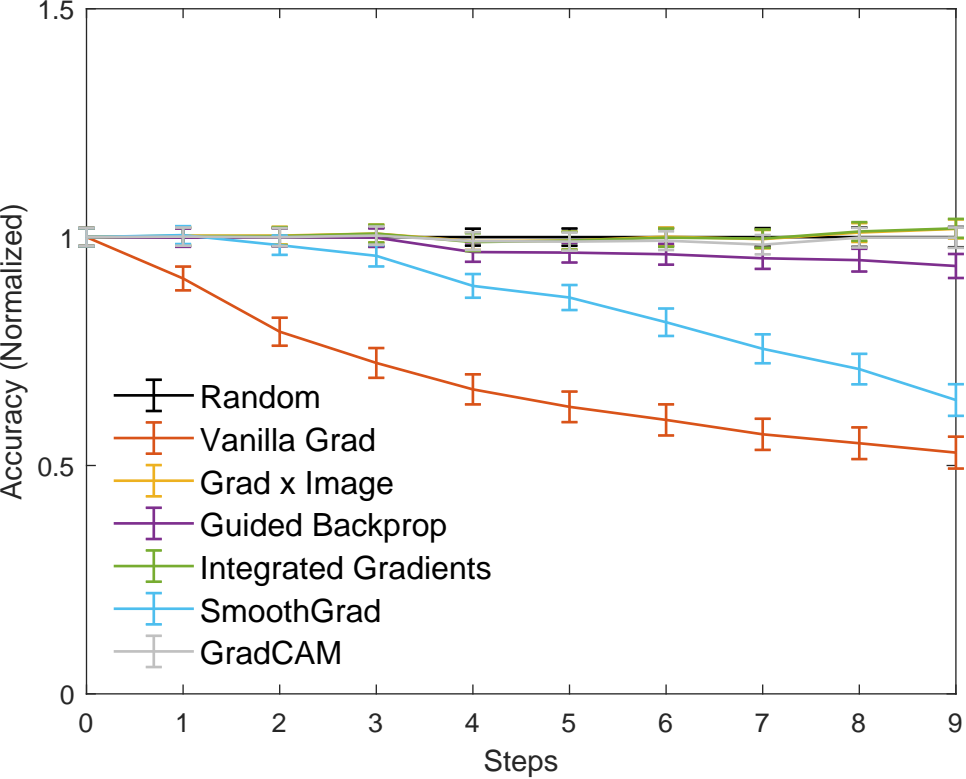 1.5
1
0.5
0
Accuracy (Normalized)
Random
Vanilla Grad
Grad x Image
Guided Backprop
Integrated Gradients
SmoothGrad
GradCAM
0 1 2 3 4 5 6 7 8 9
Steps